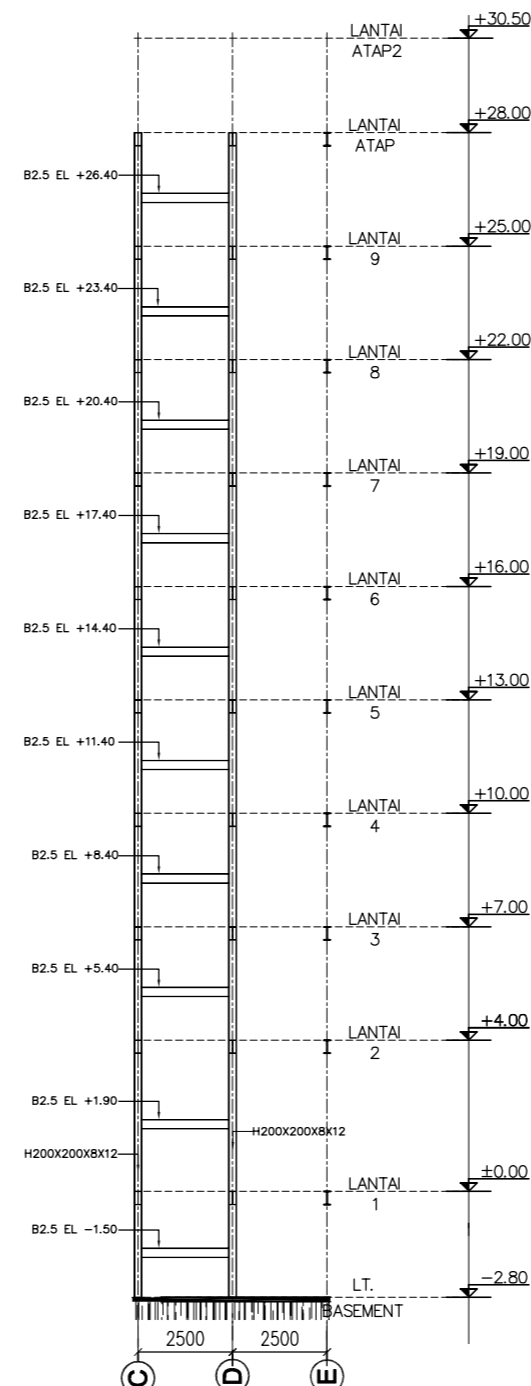 LANTAI
ATAP2
+30.50
LANTAI
ATAP
+28.00
B2.5 EL +26.40
LANTAI
9
+25.00
B2.5 EL +23.40
LANTAI
8
+22.00
B2.5 EL +20.40
LANTAI
7
+19.00
B2.5 EL +17.40
LANTAI
6
+16.00
B2.5 EL +14.40
LANTAI
5
+13.00
B2.5 EL +11.40
LANTAI
4
+10.00
B2.5 EL +8.40
LANTAI
3
+7.00
B2.5 EL +5.40
LANTAI
2
+4.00
B2.5 EL +1.90
H200X200X8X12
H200X200X8X12
LANTAI
1
±0.00
B2.5 EL -1.50
LT.
BASEMENT
-2.80
2500 2500
C D E